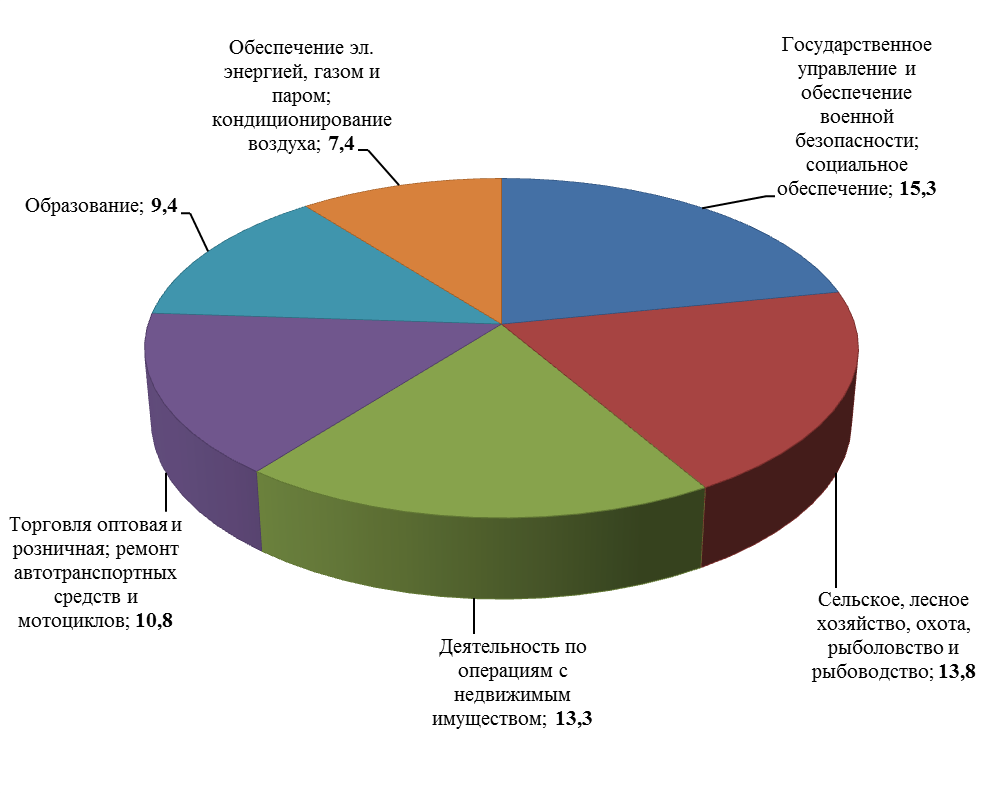 Обеспечение эл.
энергией, газом и
паром;
кондиционирование
воздуха; 7,4
Государственное
управление и
обеспечение
военной
безопасности;
социальное
обеспечение; 15,3
Образование; 9,4
Торговля оптовая и
розничная; ремонт
автотранспортных
средств и
мотоциклов; 10,8
Деятельность по
операциям с
недвижимым
имуществом; 13,3
Сельское, лесное
хозяйство, охота,
рыболовство и
рыбоводство; 13,8